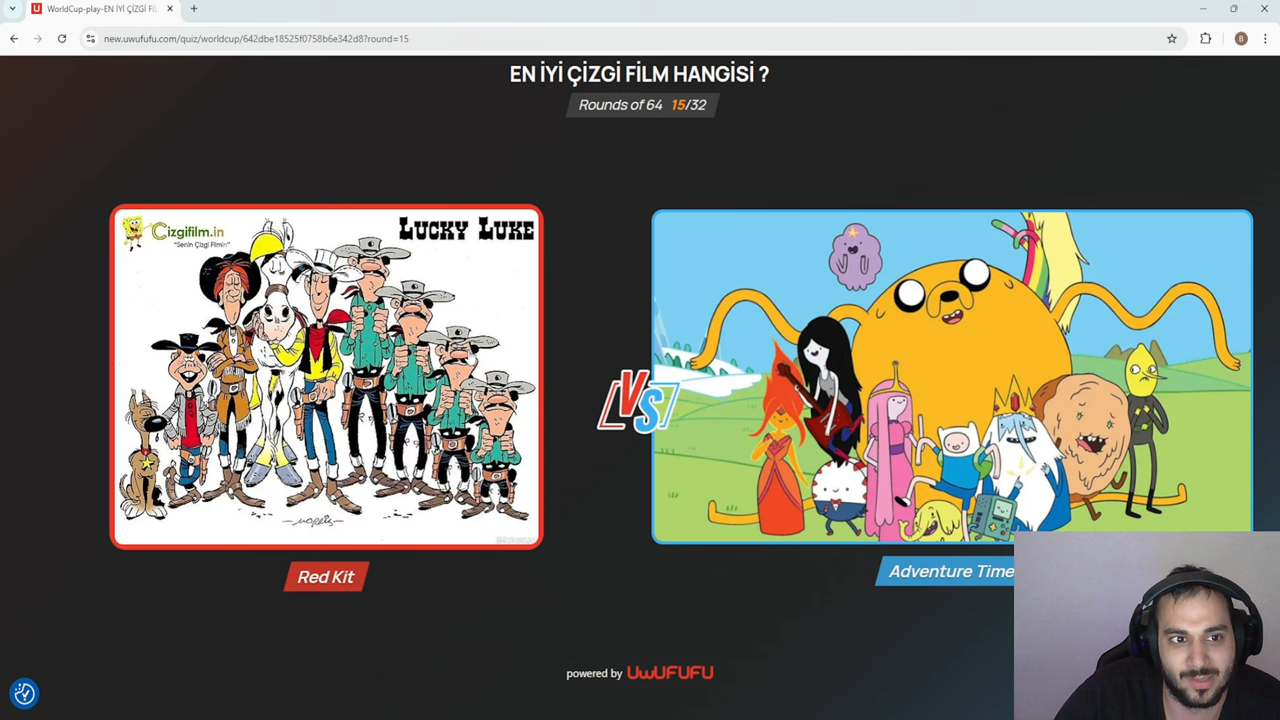 WorldCup-play-EN İYİ ÇİZGİ FİL
new.uwufufu.com/quiz/worldcup/642dbe18525f0758b6e342d8?round=15
B
EN İYİ ÇİZGİ FİLM HANGİSİ ?
Rounds of 64 15/32
Çizgifilm.in
"Senin Çizgi Filmin"
LUCKY LUKE
morris
VS
Red Kit
Adventure Time
powered by UwUFUFU